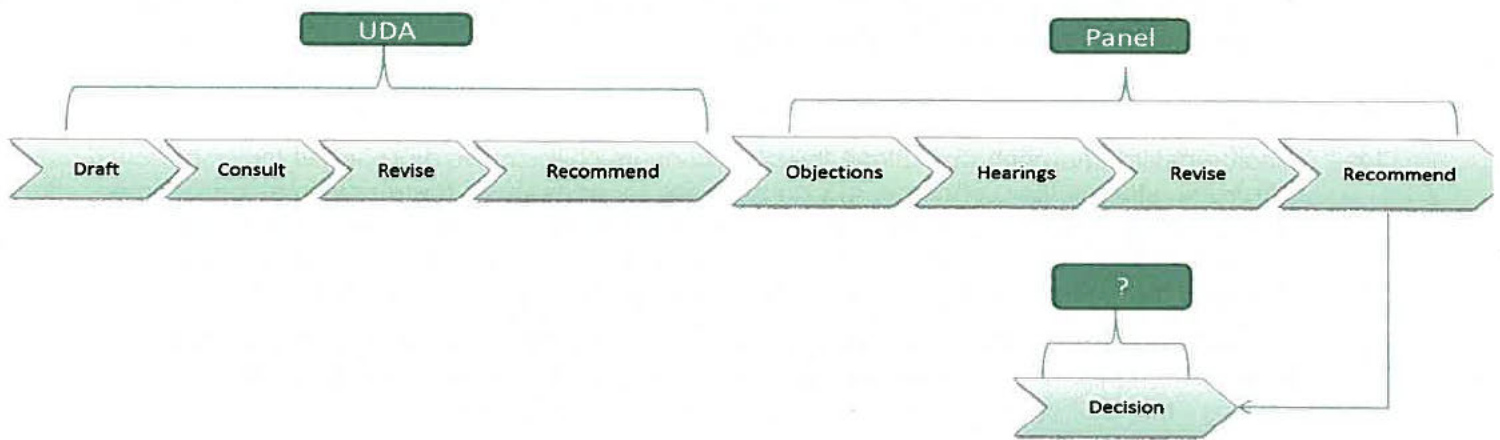 UDA
Panel
Draft
Consult
Revise
Recommend
Objections
Hearings
Revise
Recommend
?
Decision